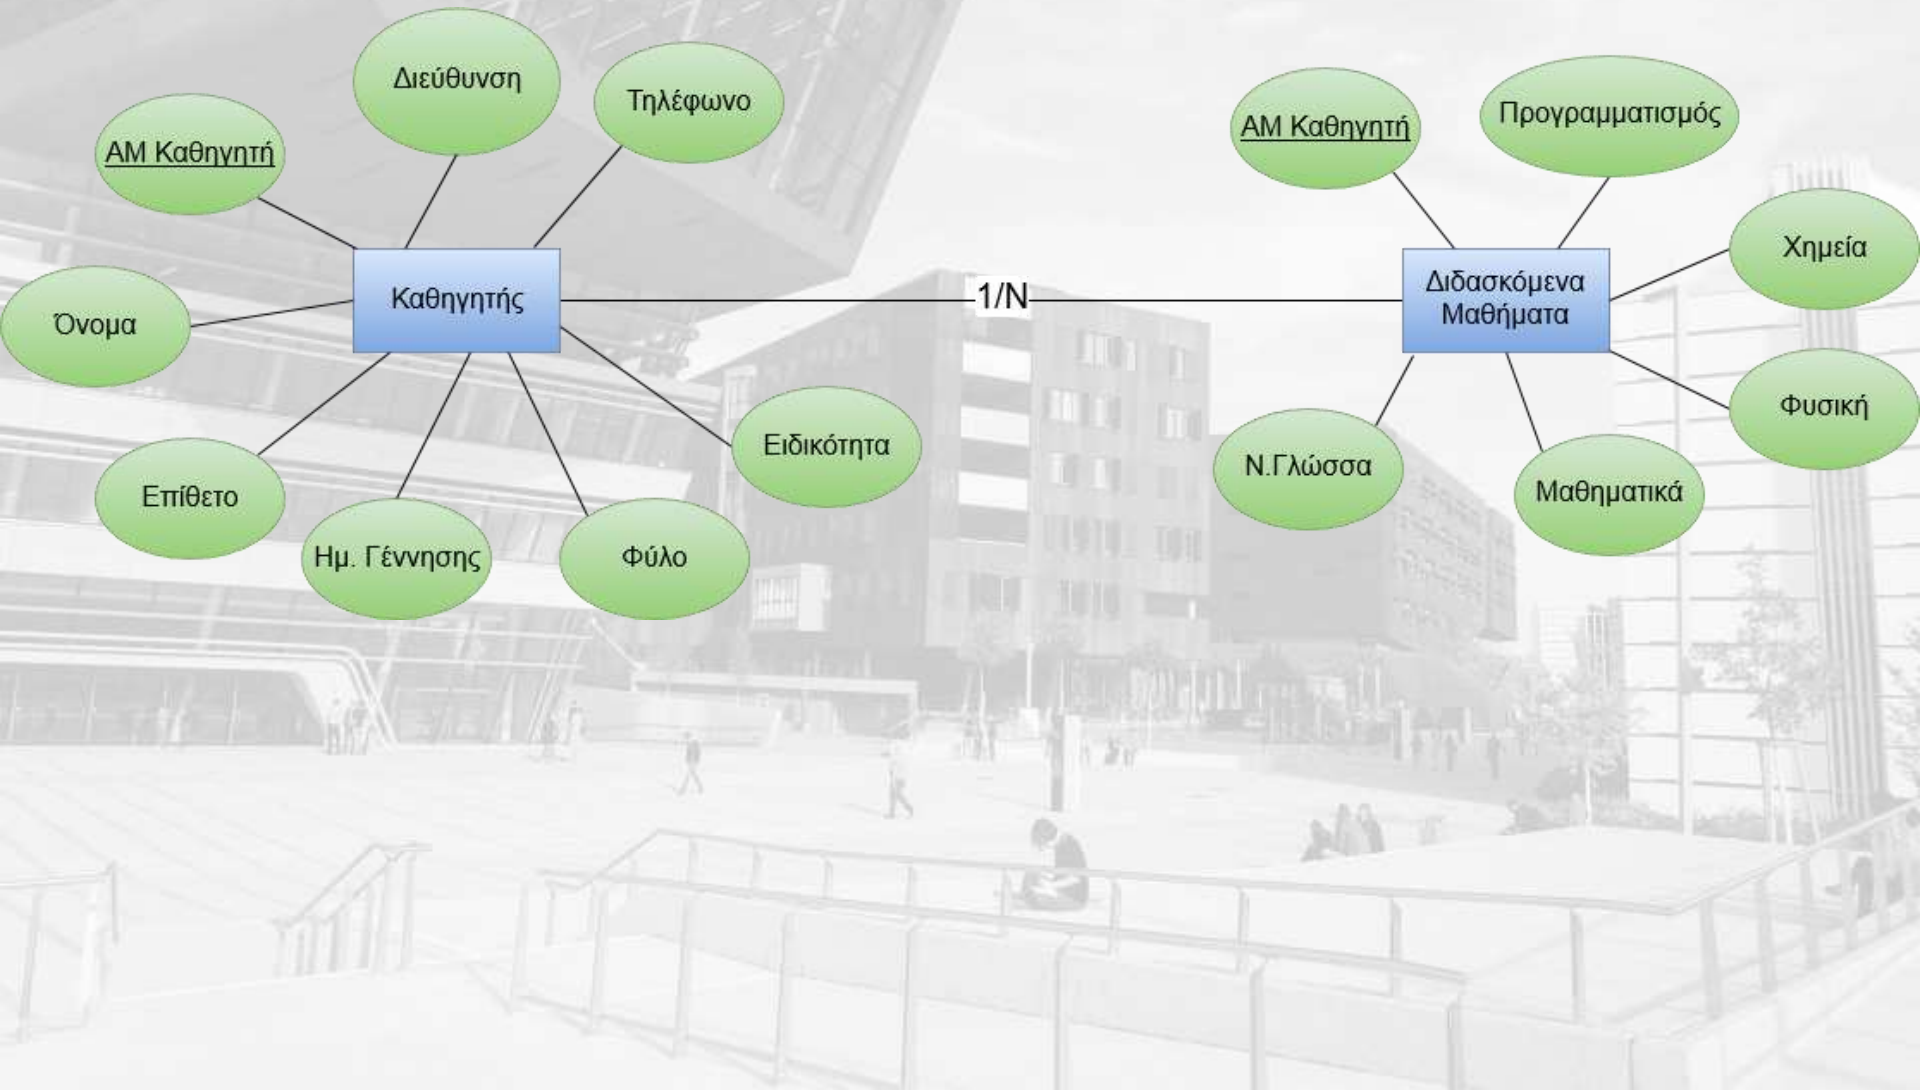 Διεύθυνση
Τηλέφωνο
ΑΜ Καθηγητή
Καθηγητής
Όνομα
Επίθετο
Ημ. Γέννησης
Φύλο
Ειδικότητα
1/N
ΑΜ Καθηγητή
Προγραμματισμός
Χημεία
Διδασκόμενα
Μαθήματα
Φυσική
Ν.Γλώσσα
Μαθηματικά